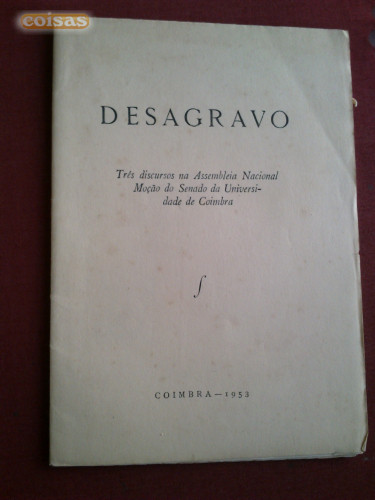 coisas
DESAGRAVO
Três discursos na Assembleia Nacional
Moção do Senado da Universi-
dade de Coimbra
∫
COIMBRA — 1953